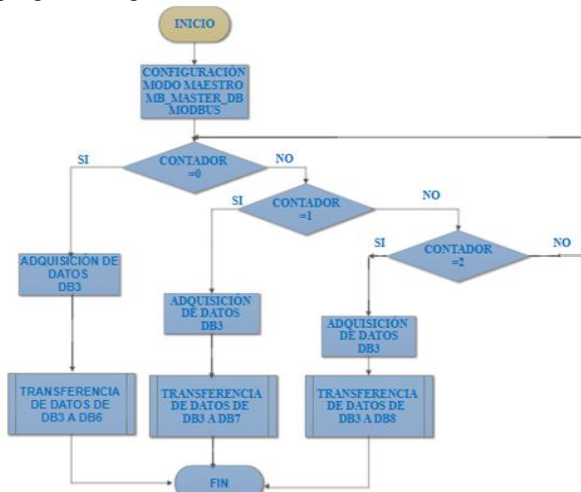 INICIO
CONFIGURACIÓN
MODO MAESTRO
MB_MASTER_DB
MODBUS
SI
CONTADOR
=0
NO
SI
CONTADOR
=1
NO
SI
CONTADOR
=2
NO
ADQUISICIÓN DE
DATOS
DB3
ADQUISICIÓN
DE DATOS
DB3
ADQUISICIÓN
DE DATOS
DB3
TRANSFERENCIA
DE DATOS DE
DB3 A DB6
TRANSFERENCIA
DE DATOS DE
DB3 A DB7
TRANSFERENCIA
DE DATOS DE
DB3 A DB8
FIN